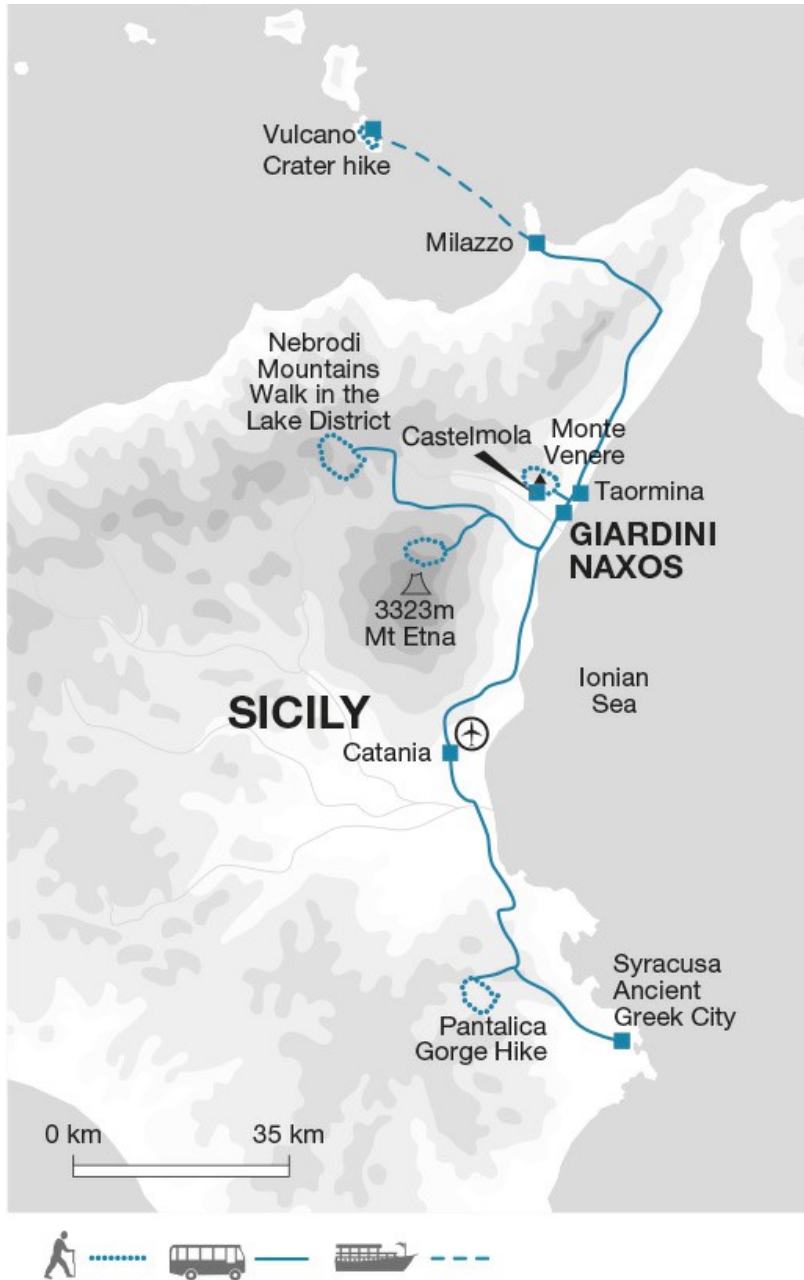 Vulcano
Crater hike
Milazzo
Nebrodi
Mountains
Walk in the
Lake District
Castelmola
Monte
Venere
Taormina
GIARDINI
NAXOS
3323m
Mt Etna
Ionian
Sea
SICILY
Catania
Syracusa
Ancient
Greek City
Pantalica
Gorge Hike
0 km 35 km